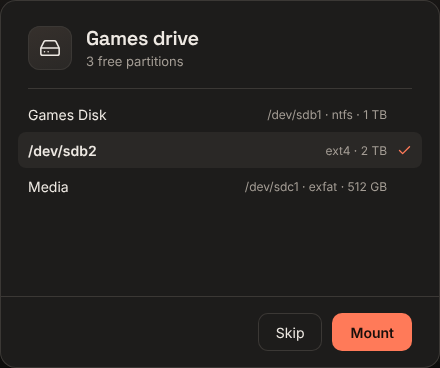 Games drive
3 free partitions
Games Disk /dev/sdb1 · ntfs · 1 TB
/dev/sdb2 ext4 · 2 TB
Media /dev/sdc1 · exfat · 512 GB
Skip Mount